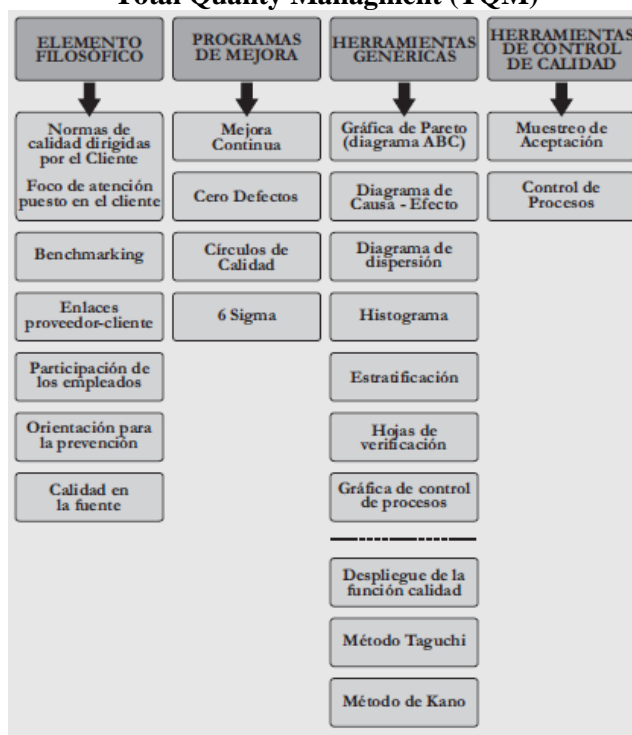 Total Quality Managment (TQM)
ELEMENTO
FILOSÓFICO
Normas de
calidad dirigidas
por el Cliente
Foco de atención
puesto en el cliente
Benchmarking
Enlaces
proveedor-cliente
Participación de
los empleados
Orientación para
la prevención
Calidad en
la fuente
PROGRAMAS
DE MEJORA
Mejora
Continua
Cero Defectos
Círculos de
Calidad
6 Sigma
HERRAMIENTAS
GENÉRICAS
Gráfica de Pareto
(diagrama ABC)
Diagrama de
Causa - Efecto
Diagrama de
dispersión
Histograma
Estratificación
Hojas de
verificación
Gráfica de control
de procesos
Despliegue de la
función calidad
Método Taguchi
Método de Kano
HERRAMIENTAS
DE CONTROL
DE CALIDAD
Muestreo de
Aceptación
Control de
Procesos